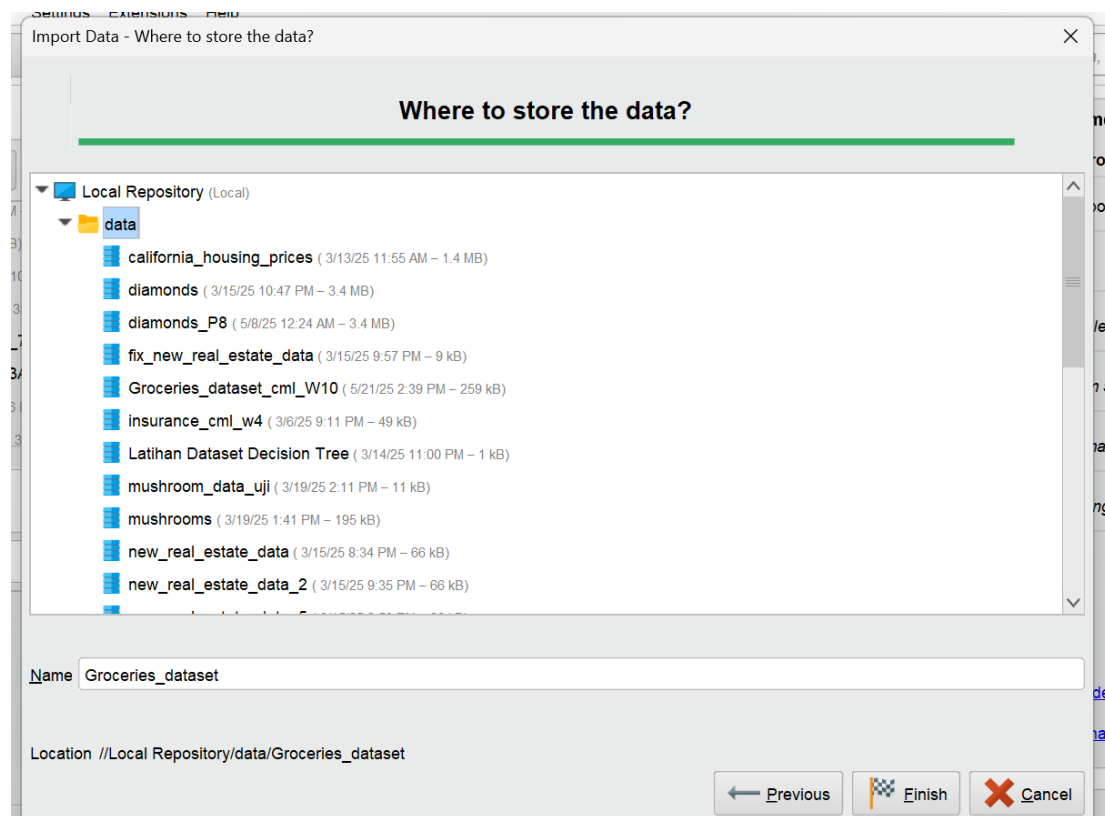 Settings Extensions Help
Import Data - Where to store the data?
Where to store the data?
Local Repository (Local)
data
california_housing_prices ( 3/13/25 11:55 AM – 1.4 MB)
diamonds ( 3/15/25 10:47 PM – 3.4 MB)
diamonds_P8 ( 5/8/25 12:24 AM – 3.4 MB)
fix_new_real_estate_data ( 3/15/25 9:57 PM – 9 kB)
Groceries_dataset_cml_W10 ( 5/21/25 2:39 PM – 259 kB)
insurance_cml_w4 ( 3/6/25 9:11 PM – 49 kB)
Latihan Dataset Decision Tree ( 3/14/25 11:00 PM – 1 kB)
mushroom_data_uji ( 3/19/25 2:11 PM – 11 kB)
mushrooms ( 3/19/25 1:41 PM – 195 kB)
new_real_estate_data ( 3/15/25 8:34 PM – 66 kB)
new_real_estate_data_2 ( 3/15/25 9:35 PM – 66 kB)
Name Groceries_dataset
Location //Local Repository/data/Groceries_dataset
Previous Finish Cancel